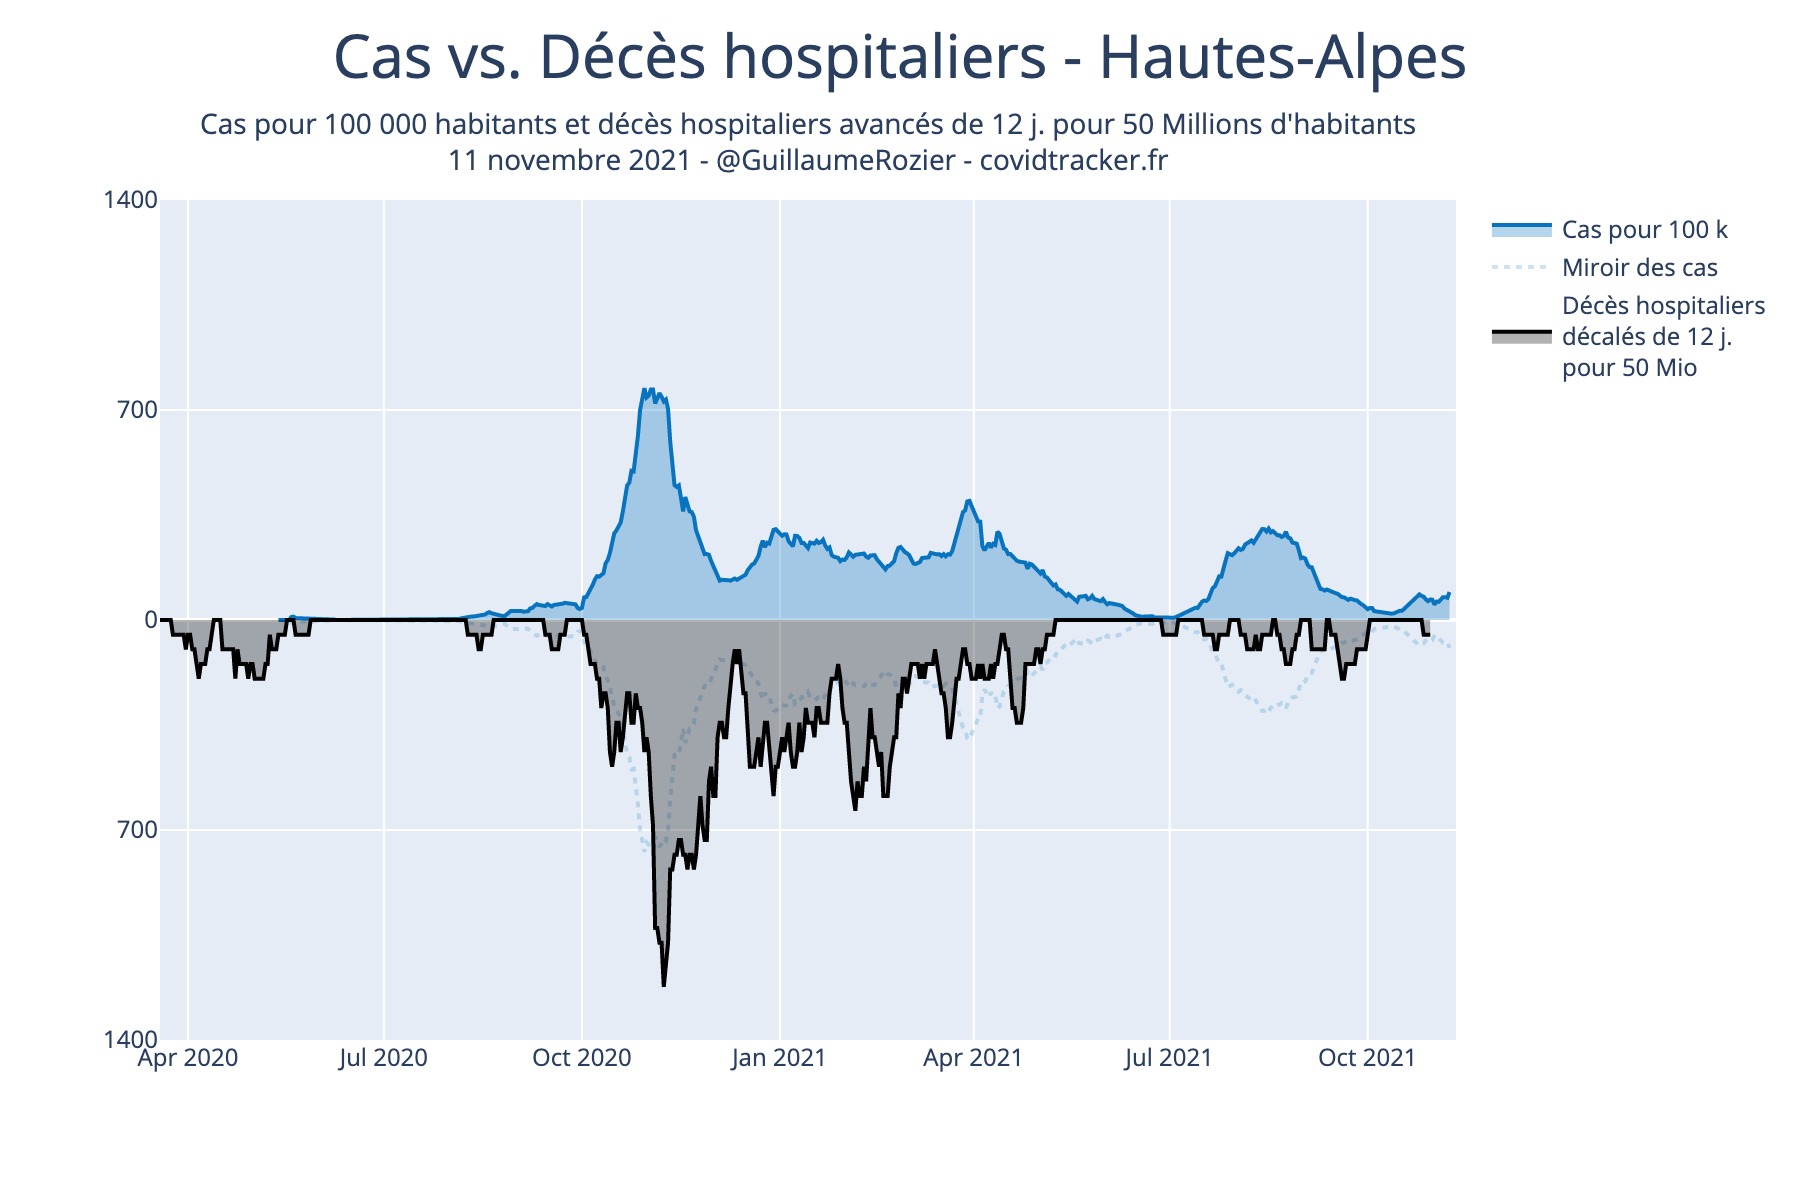 Cas vs. Décès hospitaliers - Hautes-Alpes
Cas pour 100 000 habitants et décès hospitaliers avancés de 12 j. pour 50 Millions d'habitants
11 novembre 2021 - @GuillaumeRozier - covidtracker.fr
1400
700
0
700
1400
Apr 2020
Jul 2020
Oct 2020
Jan 2021
Apr 2021
Jul 2021
Oct 2021
Cas pour 100 k
Miroir des cas
Décès hospitaliers
décalés de 12 j.
pour 50 Mio